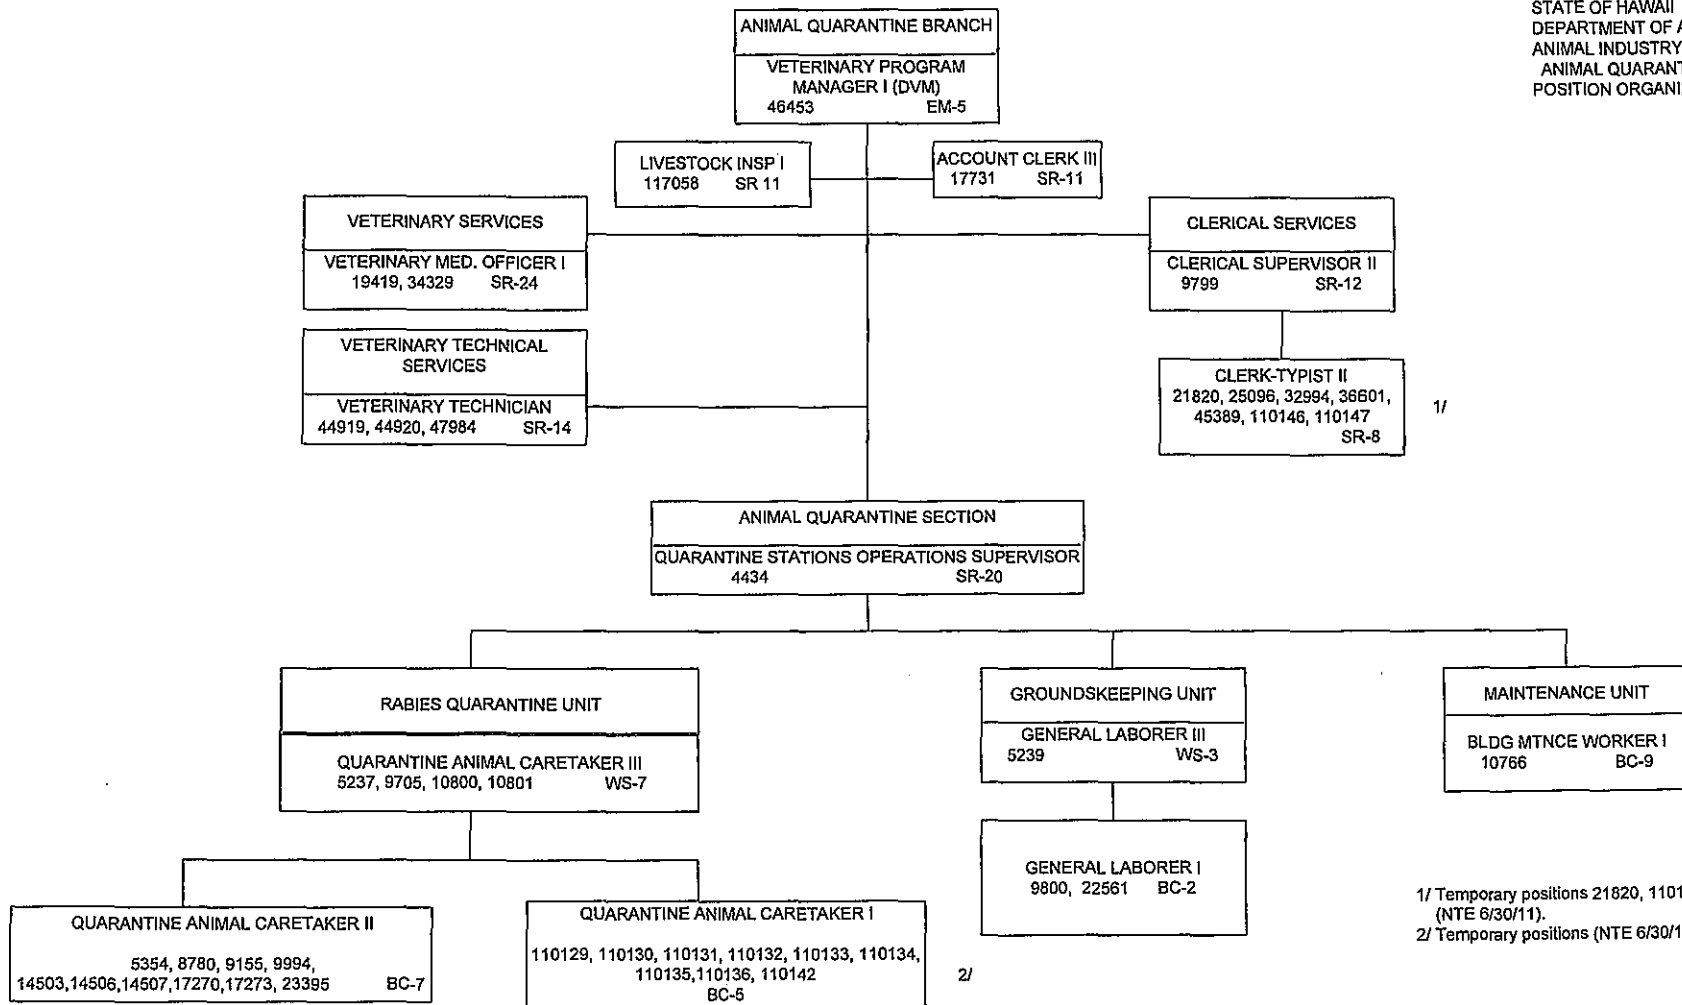 STATE OF HAWAII
DEPARTMENT OF
ANIMAL INDUSTRY
ANIMAL
POSITION
ANIMAL QUARANTINE BRANCH
VETERINARY PROGRAM
MANAGER I (DVM)
46453 EM-5
LIVESTOCK INSP I
117058 SR 11
ACCOUNT CLERK III
17731 SR-11
VETERINARY SERVICES
VETERINARY MED. OFFICER I
19419, 34329 SR-24
CLERICAL SERVICES
CLERICAL SUPERVISOR II
9799 SR-12
VETERINARY TECHNICAL
SERVICES
VETERINARY TECHNICIAN
44919, 44920, 47984 SR-14
CLERK-TYPIST II
21820, 25096, 32994, 36601,
45389, 110146, 110147
SR-8
1/
ANIMAL QUARANTINE SECTION
QUARANTINE STATIONS OPERATIONS SUPERVISOR
4434 SR-20
RABIES QUARANTINE UNIT
QUARANTINE ANIMAL CARETAKER III
5237, 9705, 10800, 10801 WS-7
GROUNDSKEEPING UNIT
GENERAL LABORER III
5239 WS-3
MAINTENANCE UNIT
BLDG MTNCE WORKER I
10766 BC-9
GENERAL LABORER I
9800, 22561 BC-2
QUARANTINE ANIMAL CARETAKER II
5354, 8780, 9155, 9994,
14503,14506,14507,17270,17273, 23395 BC-7
QUARANTINE ANIMAL CARETAKER I
110129, 110130, 110131, 110132, 110133, 110134,
110135,110136, 110142
BC-5
2/
1/ Temporary positions 21820,
(NTE 6/30/11).
2/ Temporary positions (NTE